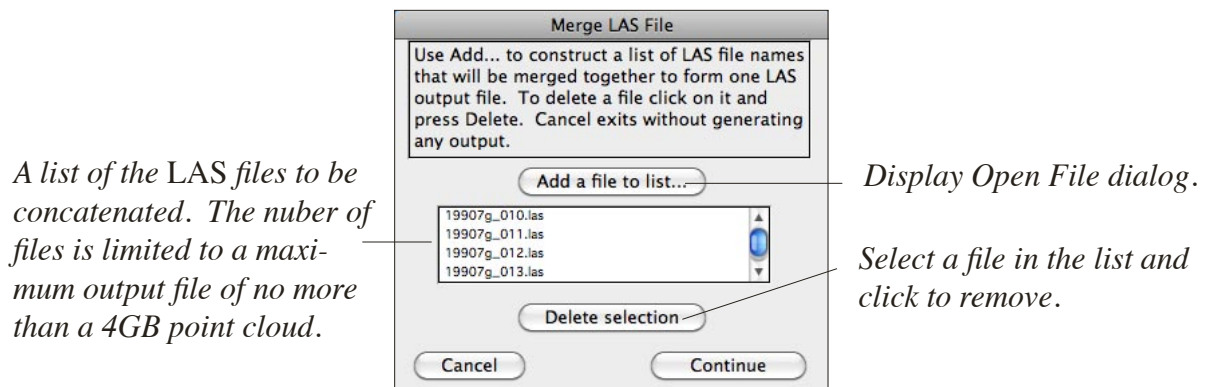 Merge LAS File
Use Add... to construct a list of LAS file names
that will be merged together to form one LAS
output file.  To delete a file click on it and
press Delete.  Cancel exits without generating
any output.
A list of the LAS files to be
concatenated.  The nuber of
files is limited to a maxi-
mum output file of no more
than a 4GB point cloud.
Add a file to list...
Display Open File dialog.
19907g_010.las
19907g_011.las
19907g_012.las
19907g_013.las
Select a file in the list and
click to remove.
Delete selection
Cancel
Continue